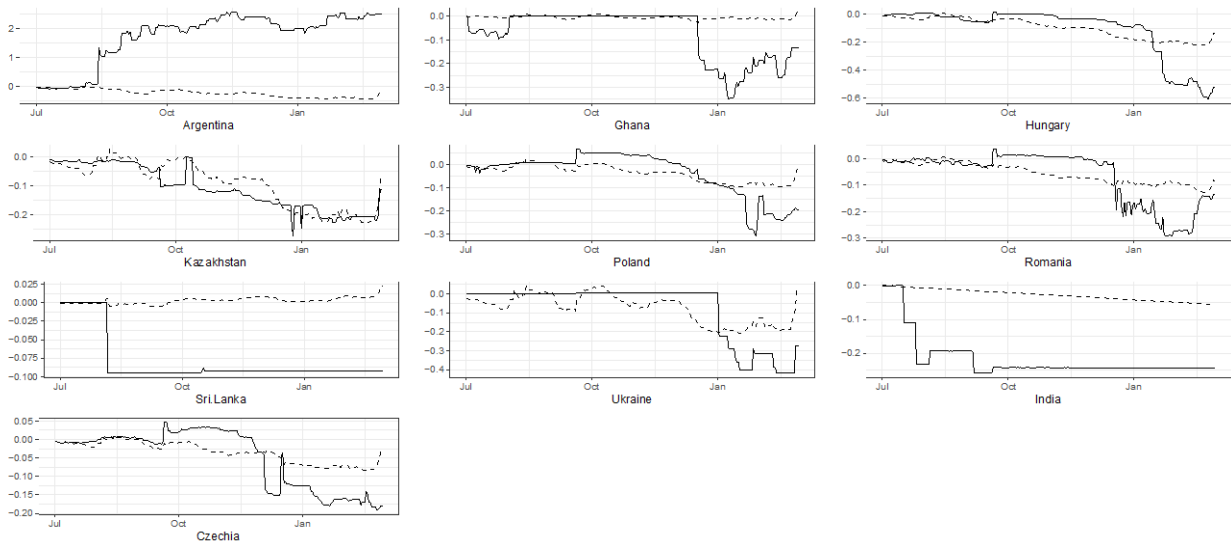 2
1
0
Jul Oct Jan
Argentina
0.0
−0.1
−0.2
−0.3
Jul Oct Jan
Ghana
0.0
−0.2
−0.4
−0.6
Jul Oct Jan
Hungary
0.0
−0.1
−0.2
Jul Oct Jan
Kazakhstan
0.0
−0.1
−0.2
−0.3
Jul Oct Jan
Poland
0.0
−0.1
−0.2
−0.3
Jul Oct Jan
Romania
0.025
0.000
−0.025
−0.050
−0.075
−0.100
Jul Oct Jan
Sri.Lanka
0.0
−0.1
−0.2
−0.3
−0.4
Jul Oct Jan
Ukraine
0.0
−0.1
−0.2
Jul Oct Jan
India
0.05
0.00
−0.05
−0.10
−0.15
−0.20
Jul Oct Jan
Czechia